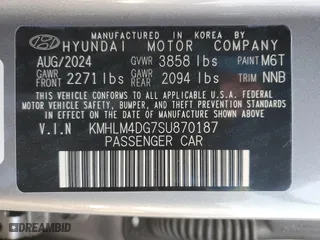 MANUFACTURED IN KOREA BY
HYUNDAI MOTOR COMPANY
AUG/2024 GVWR 3858 lbs PAINT M6T
GAWR FRONT 2271 lbs GAWR REAR 2094 lbs TRIM NNB
THIS VEHICLE CONFORMS TO ALL APPLICABLE
U.S. FEDERAL MOTOR VEHICLE SAFETY, BUMPER, AND
THEFT PREVENTION STANDARDS IN EFFECT ON THE DATE
OF MANUFACTURE SHOWN ABOVE.
V.I.N KMHLM4DG7SU870187
PASSENGER CAR